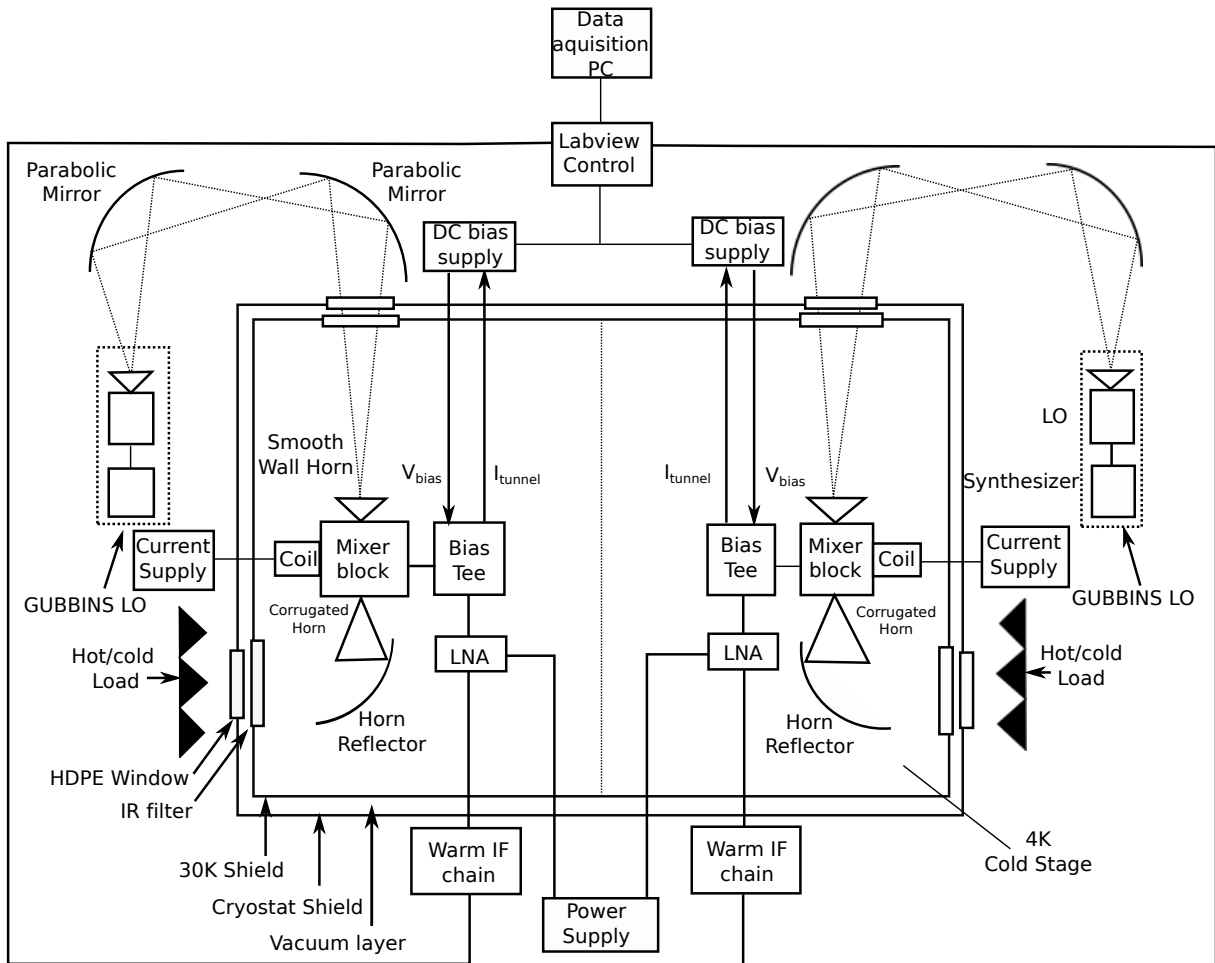 Data
aquisition
PC
Labview
Control
Parabolic
Mirror
Parabolic
Mirror
DC bias
supply
DC bias
supply
Smooth
Wall Horn
Vbias
Itunnel
Itunnel
Vbias
LO
Synthesizer
Current
Supply
Coil
Mixer
block
Bias
Tee
Bias
Tee
Mixer
block
Coil
Current
Supply
GUBBINS LO
GUBBINS LO
Corrugated
Horn
Corrugated
Horn
LNA
LNA
Hot/cold
Load
Hot/cold
Load
Horn
Reflector
Horn
Reflector
HDPE Window
IR filter
30K Shield
Cryostat Shield
Vacuum layer
Warm IF
chain
Warm IF
chain
4K
Cold Stage
Power
Supply